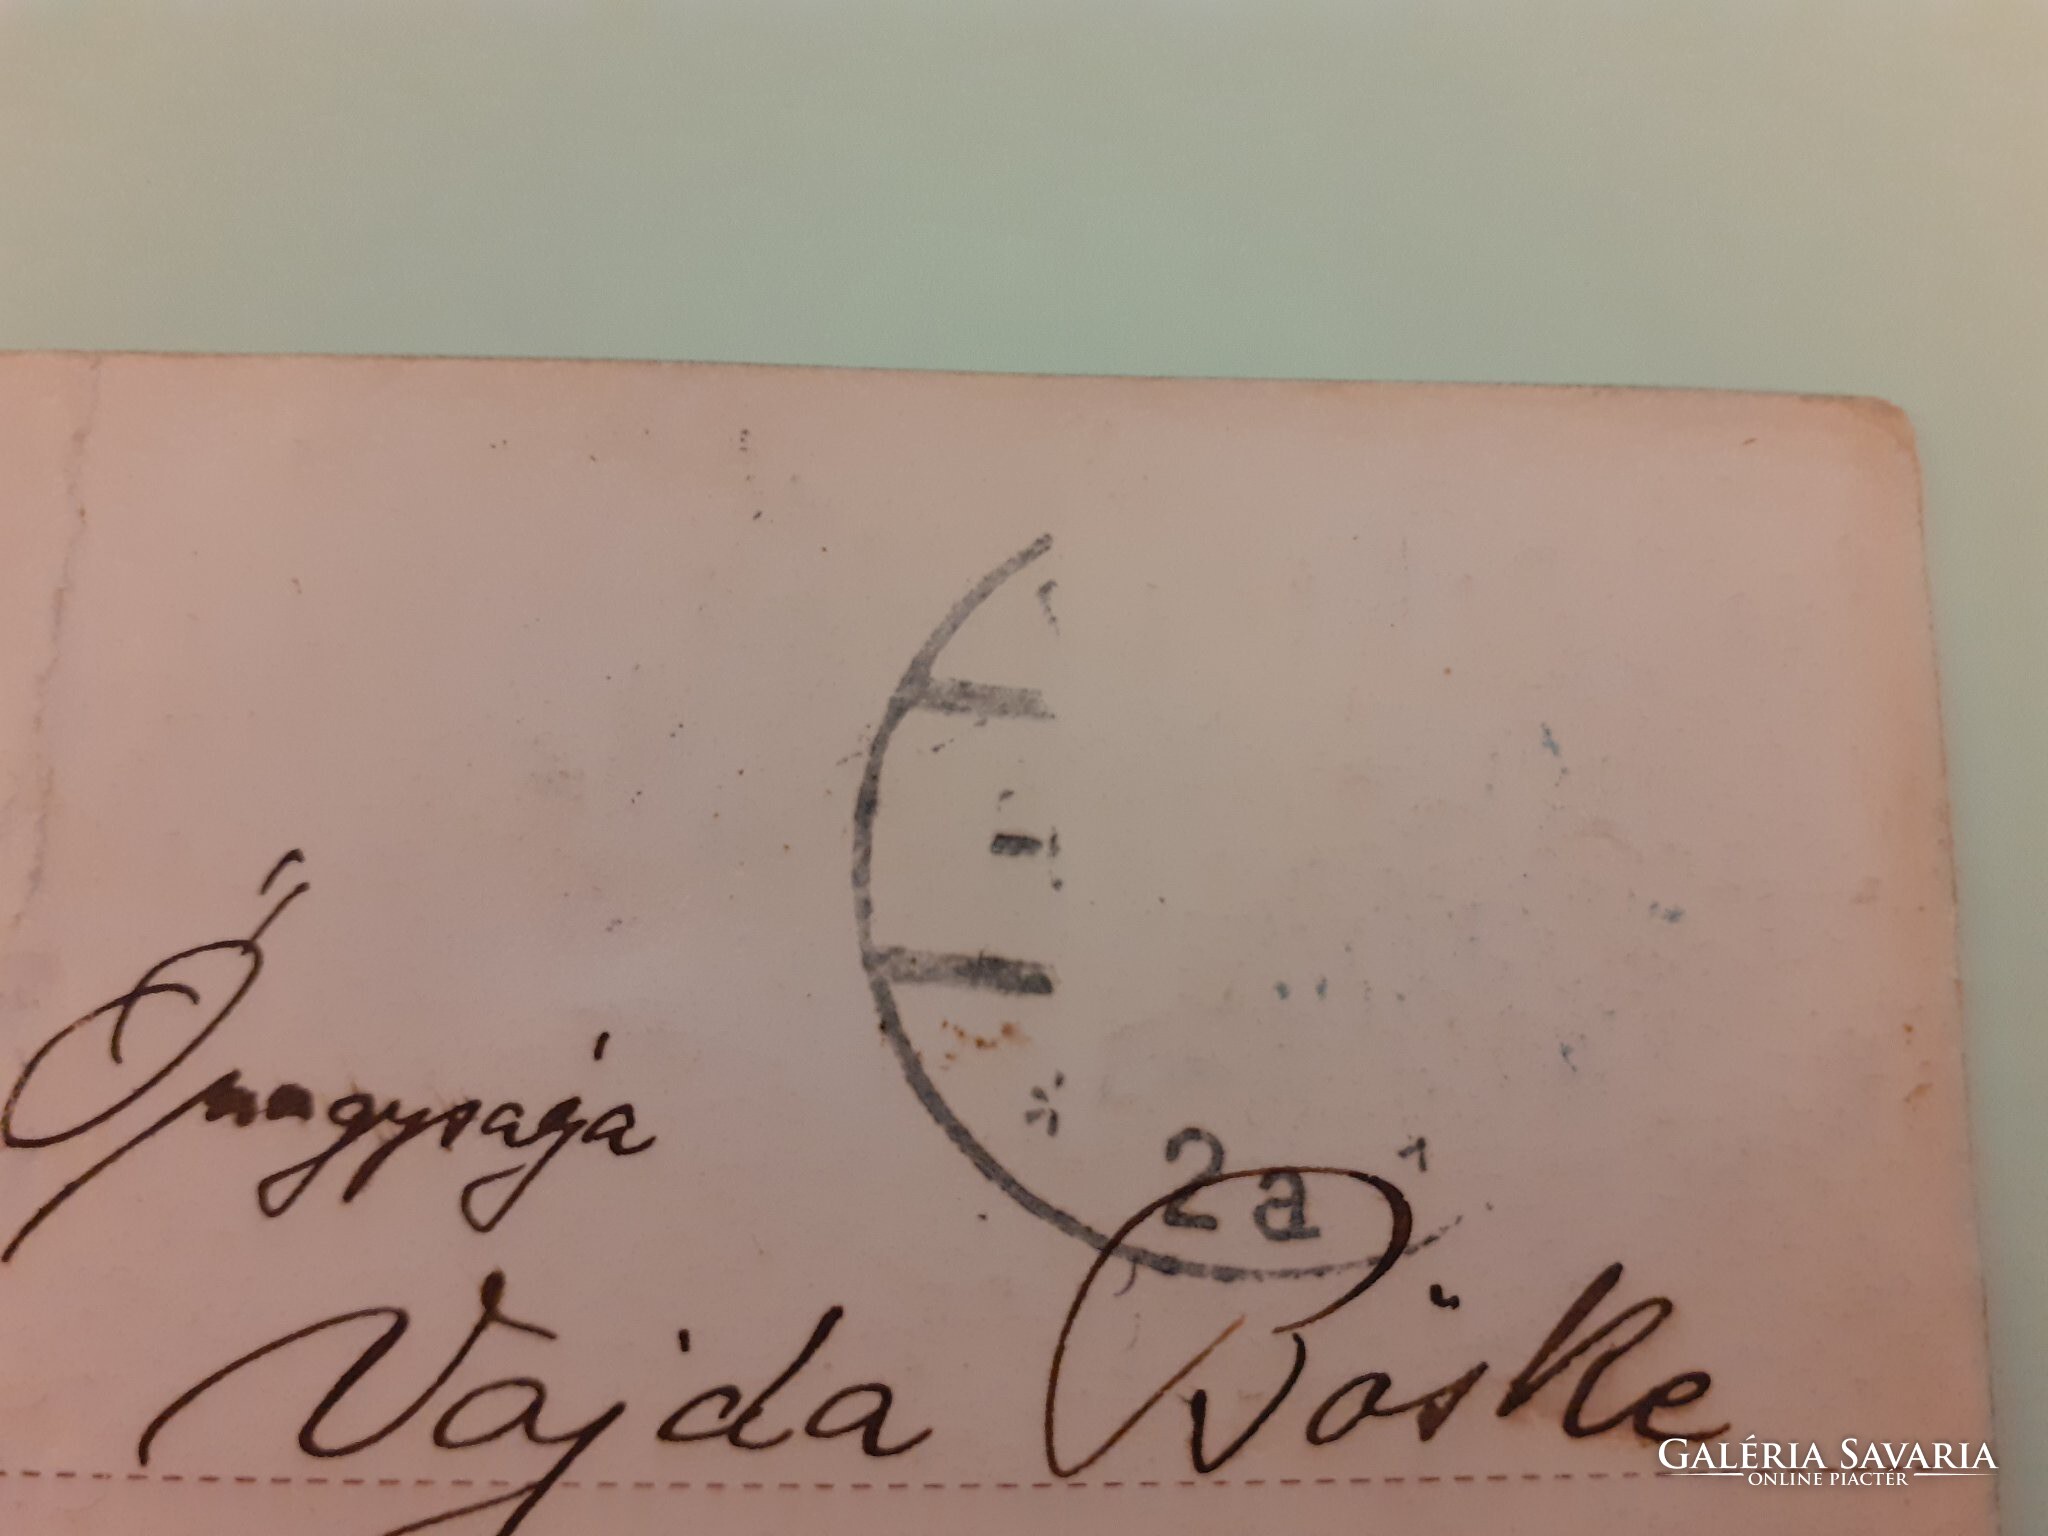 2a
Őnagysága
Vajda Böske
GALÉRIA SAVARIA
ONLINE PIACTÉR